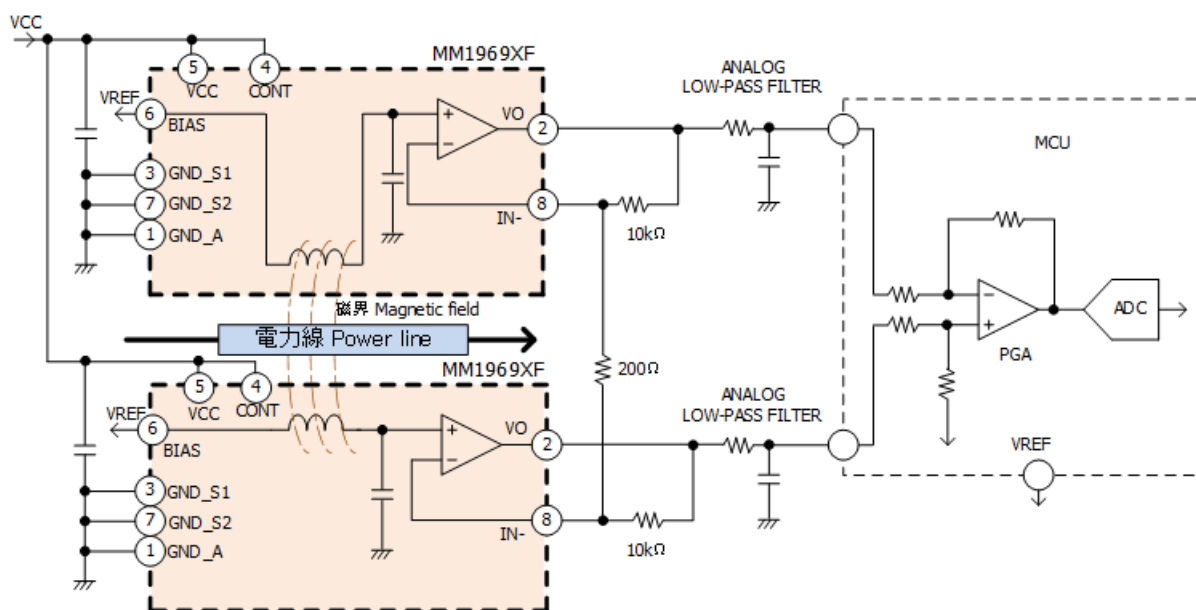 VCC
MM1969XF
5
VCC
4
CONT
VREF
6
BIAS
3
GND_S1
7
GND_S2
1
GND_A
VO
2
IN-
8
10kΩ
ANALOG
LOW-PASS FILTER
MCU
PGA
ADC
VREF
磁界 Magnetic field
電力線 Power line
200Ω
MM1969XF
5
VCC
4
CONT
VREF
6
BIAS
3
GND_S1
7
GND_S2
1
GND_A
VO
2
IN-
8
10kΩ
ANALOG
LOW-PASS FILTER